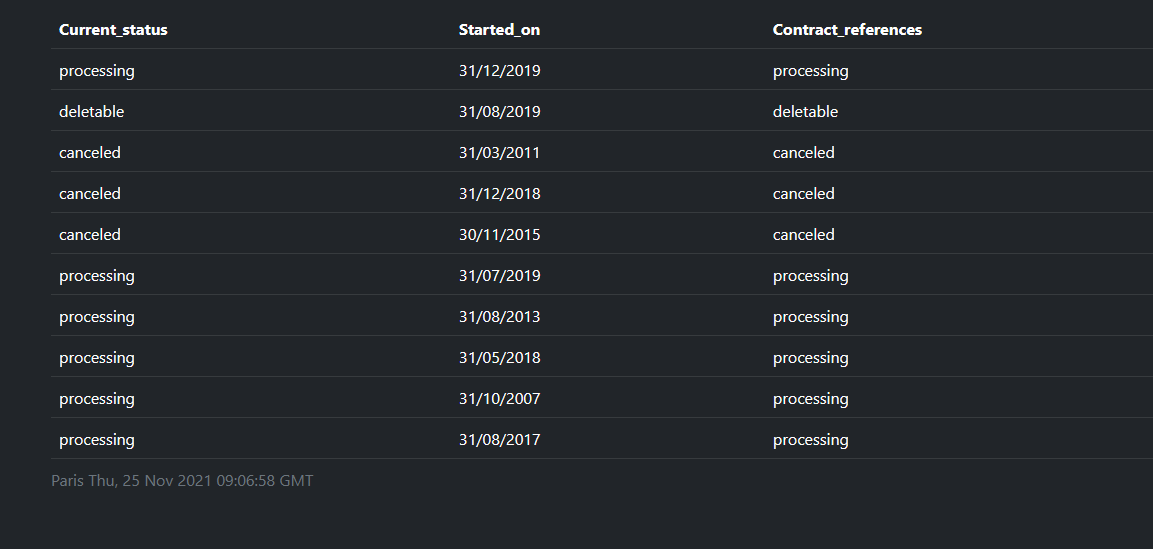 Current_status Started_on Contract_references
processing 31/12/2019 processing
deletable 31/08/2019 deletable
canceled 31/03/2011 canceled
canceled 31/12/2018 canceled
canceled 30/11/2015 canceled
processing 31/07/2019 processing
processing 31/08/2013 processing
processing 31/05/2018 processing
processing 31/10/2007 processing
processing 31/08/2017 processing
Paris Thu, 25 Nov 2021 09:06:58 GMT